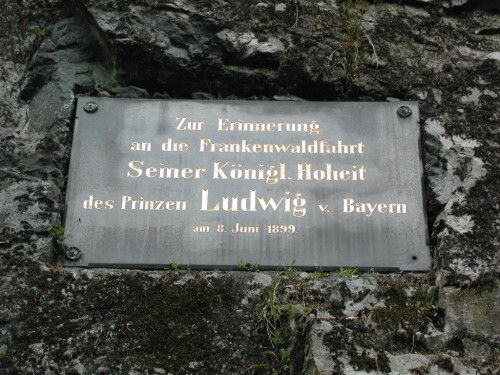 Zur Erinnerung
an die Frankenwaldfahrt
Seiner Königl. Hoheit
des Prinzen Ludwig v. Bayern
am 8. Juni 1899.